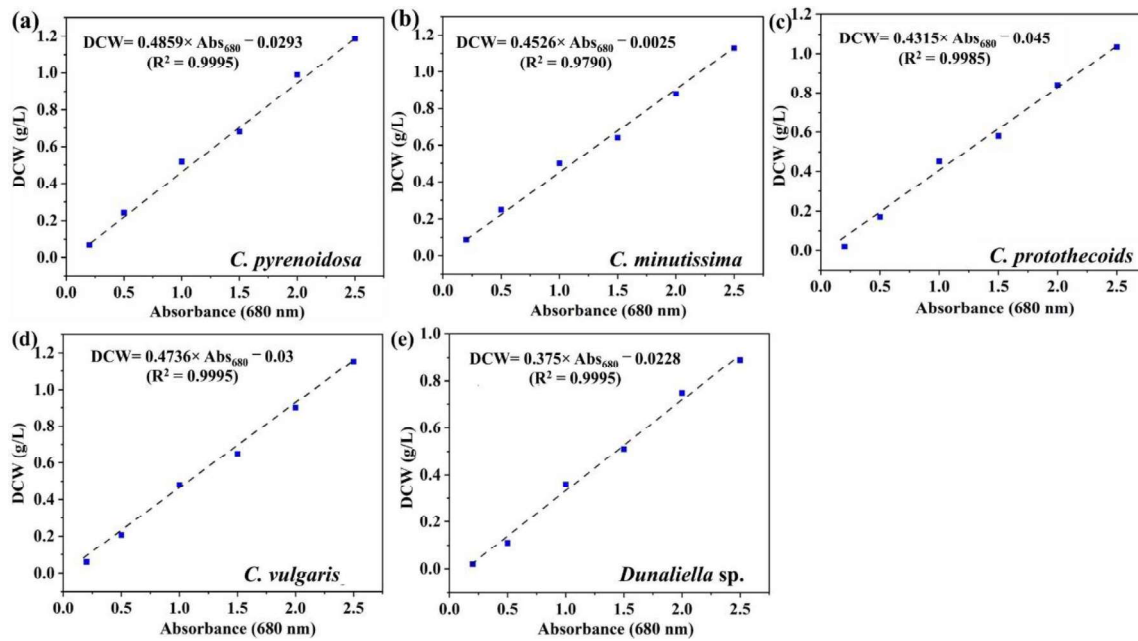 (a)
DCW= 0.4859× Abs680 − 0.0293
(R2 = 0.9995)
1.2
1.0
0.8
0.6
0.4
0.2
0.0
DCW (g/L)
C. pyrenoidosa
0.0 0.5 1.0 1.5 2.0 2.5
Absorbance (680 nm)
(b)
DCW= 0.4526× Abs680 − 0.0025
(R2 = 0.9790)
1.2
1.0
0.8
0.6
0.4
0.2
0.0
DCW (g/L)
C. minutissima
0.0 0.5 1.0 1.5 2.0 2.5
Absorbance (680 nm)
(c)
DCW= 0.4315× Abs680 − 0.045
(R2 = 0.9985)
1.2
1.0
0.8
0.6
0.4
0.2
0.0
DCW (g/L)
C. protothecoids
0.0 0.5 1.0 1.5 2.0 2.5
Absorbance (680 nm)
(d)
DCW= 0.4736× Abs680 − 0.03
(R2 = 0.9995)
1.2
1.0
0.8
0.6
0.4
0.2
0.0
DCW (g/L)
C. vulgaris
0.0 0.5 1.0 1.5 2.0 2.5
Absorbance (680 nm)
(e)
DCW= 0.375× Abs680 − 0.0228
(R2 = 0.9995)
1.0
0.8
0.6
0.4
0.2
0.0
DCW (g/L)
Dunaliella sp.
0.0 0.5 1.0 1.5 2.0 2.5
Absorbance (680 nm)